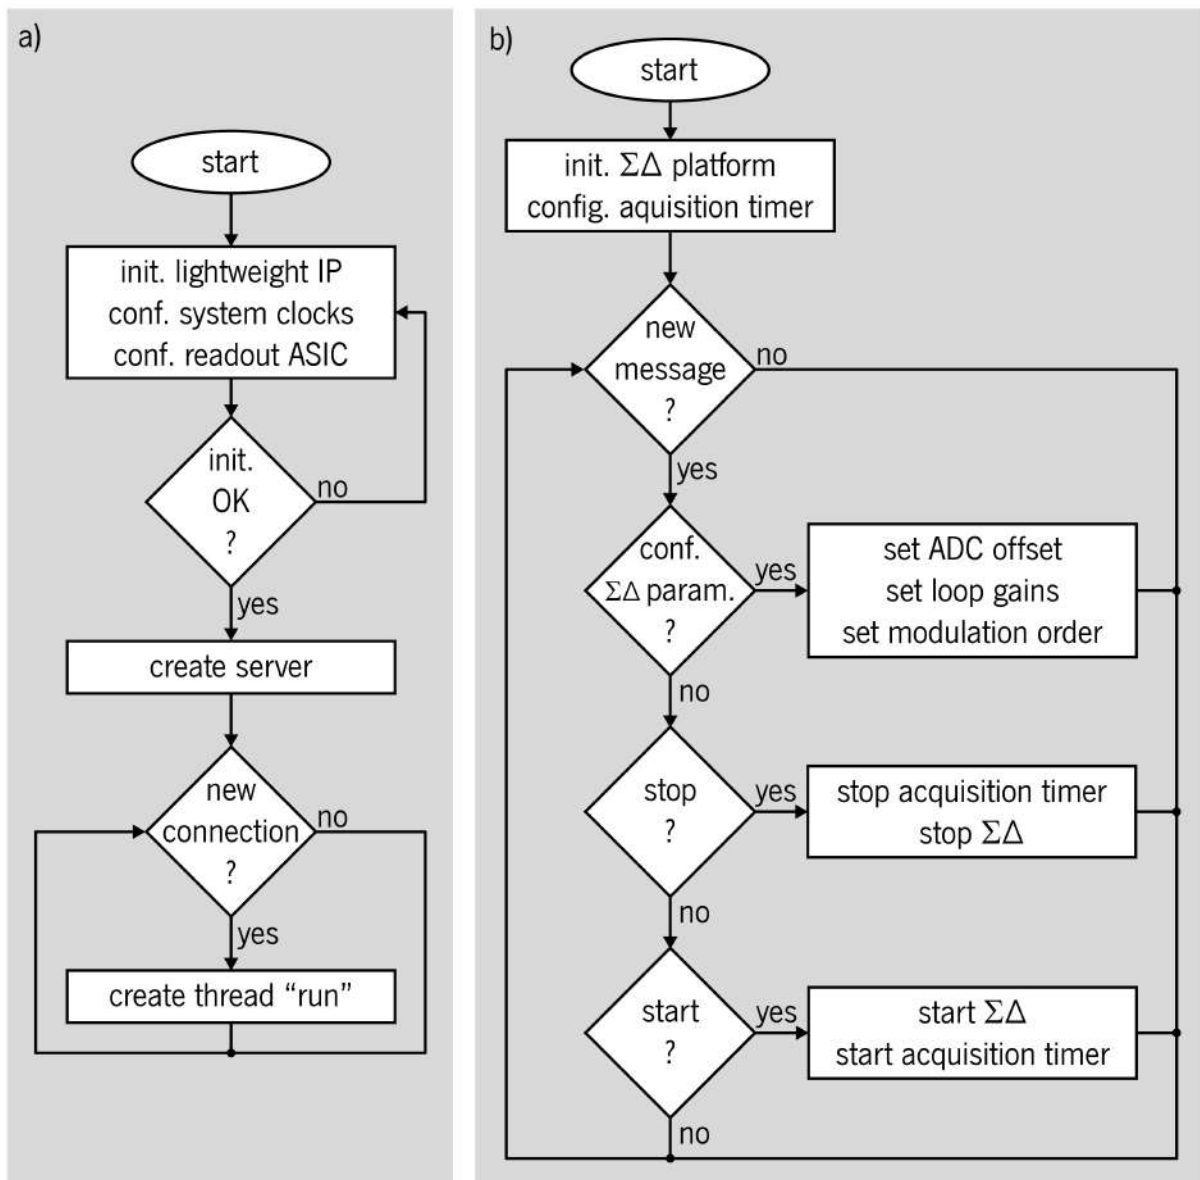 a)
start
init. lightweight IP
conf. system clocks
conf. readout ASIC
init.
OK
?
no
yes
create server
new
connection
?
no
yes
create thread “run”
b)
start
init. ΣΔ platform
config. aquisition timer
new
message
?
no
yes
conf.
ΣΔ param.
?
yes
set ADC offset
set loop gains
set modulation order
no
stop
?
yes
stop acquisition timer
stop ΣΔ
no
start
?
yes
start ΣΔ
start acquisition timer
no